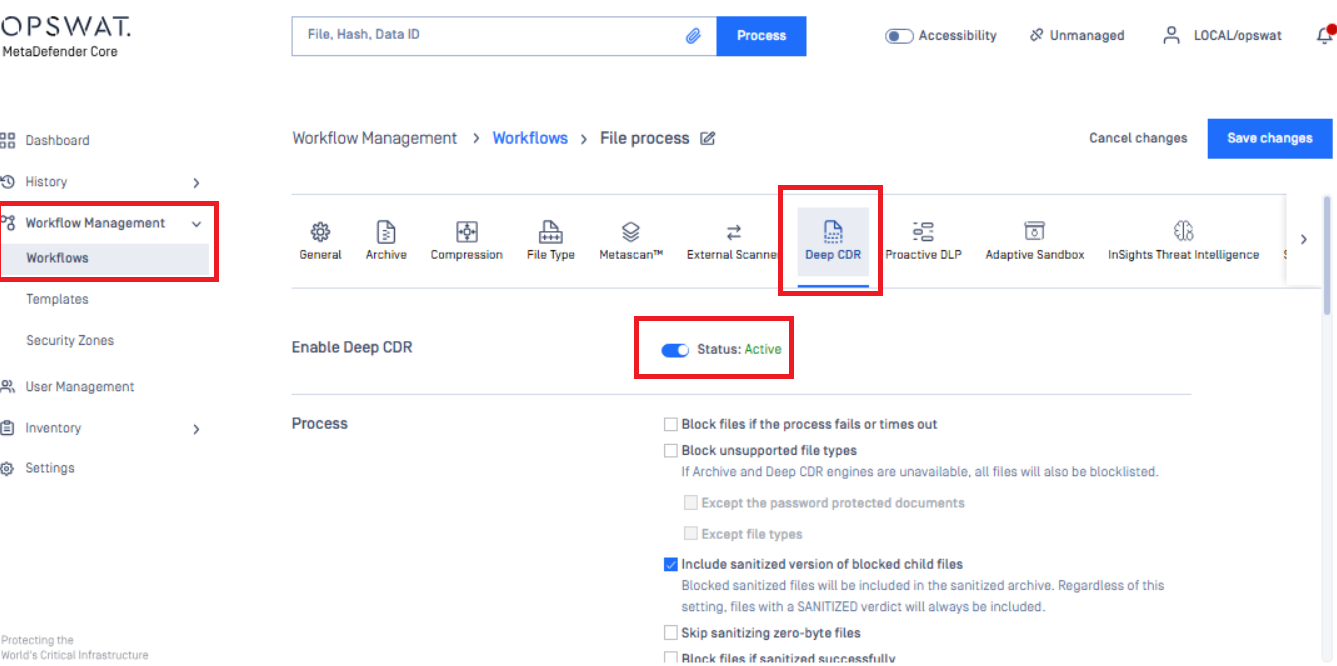 OPSWAT.
MetaDefender Core
File, Hash, Data ID
Process
Accessibility
Unmanaged
LOCAL/opswat
Dashboard
History
Workflow Management
Workflows
Templates
Security Zones
User Management
Inventory
Settings
Protecting the
World's Critical Infrastructure
Workflow Management > Workflows > File process
Cancel changes
Save changes
General
Archive
Compression
File Type
Metascan™
External Scanne
Deep CDR
Proactive DLP
Adaptive Sandbox
InSights Threat Intelligence
Enable Deep CDR
Status: Active
Process
Block files if the process fails or times out
Block unsupported file types
If Archive and Deep CDR engines are unavailable, all files will also be blocklisted.
Except the password protected documents
Except file types
Include sanitized version of blocked child files
Blocked sanitized files will be included in the sanitized archive. Regardless of this
setting, files with a SANITIZED verdict will always be included.
Skip sanitizing zero-byte files
Block files if sanitized successfully